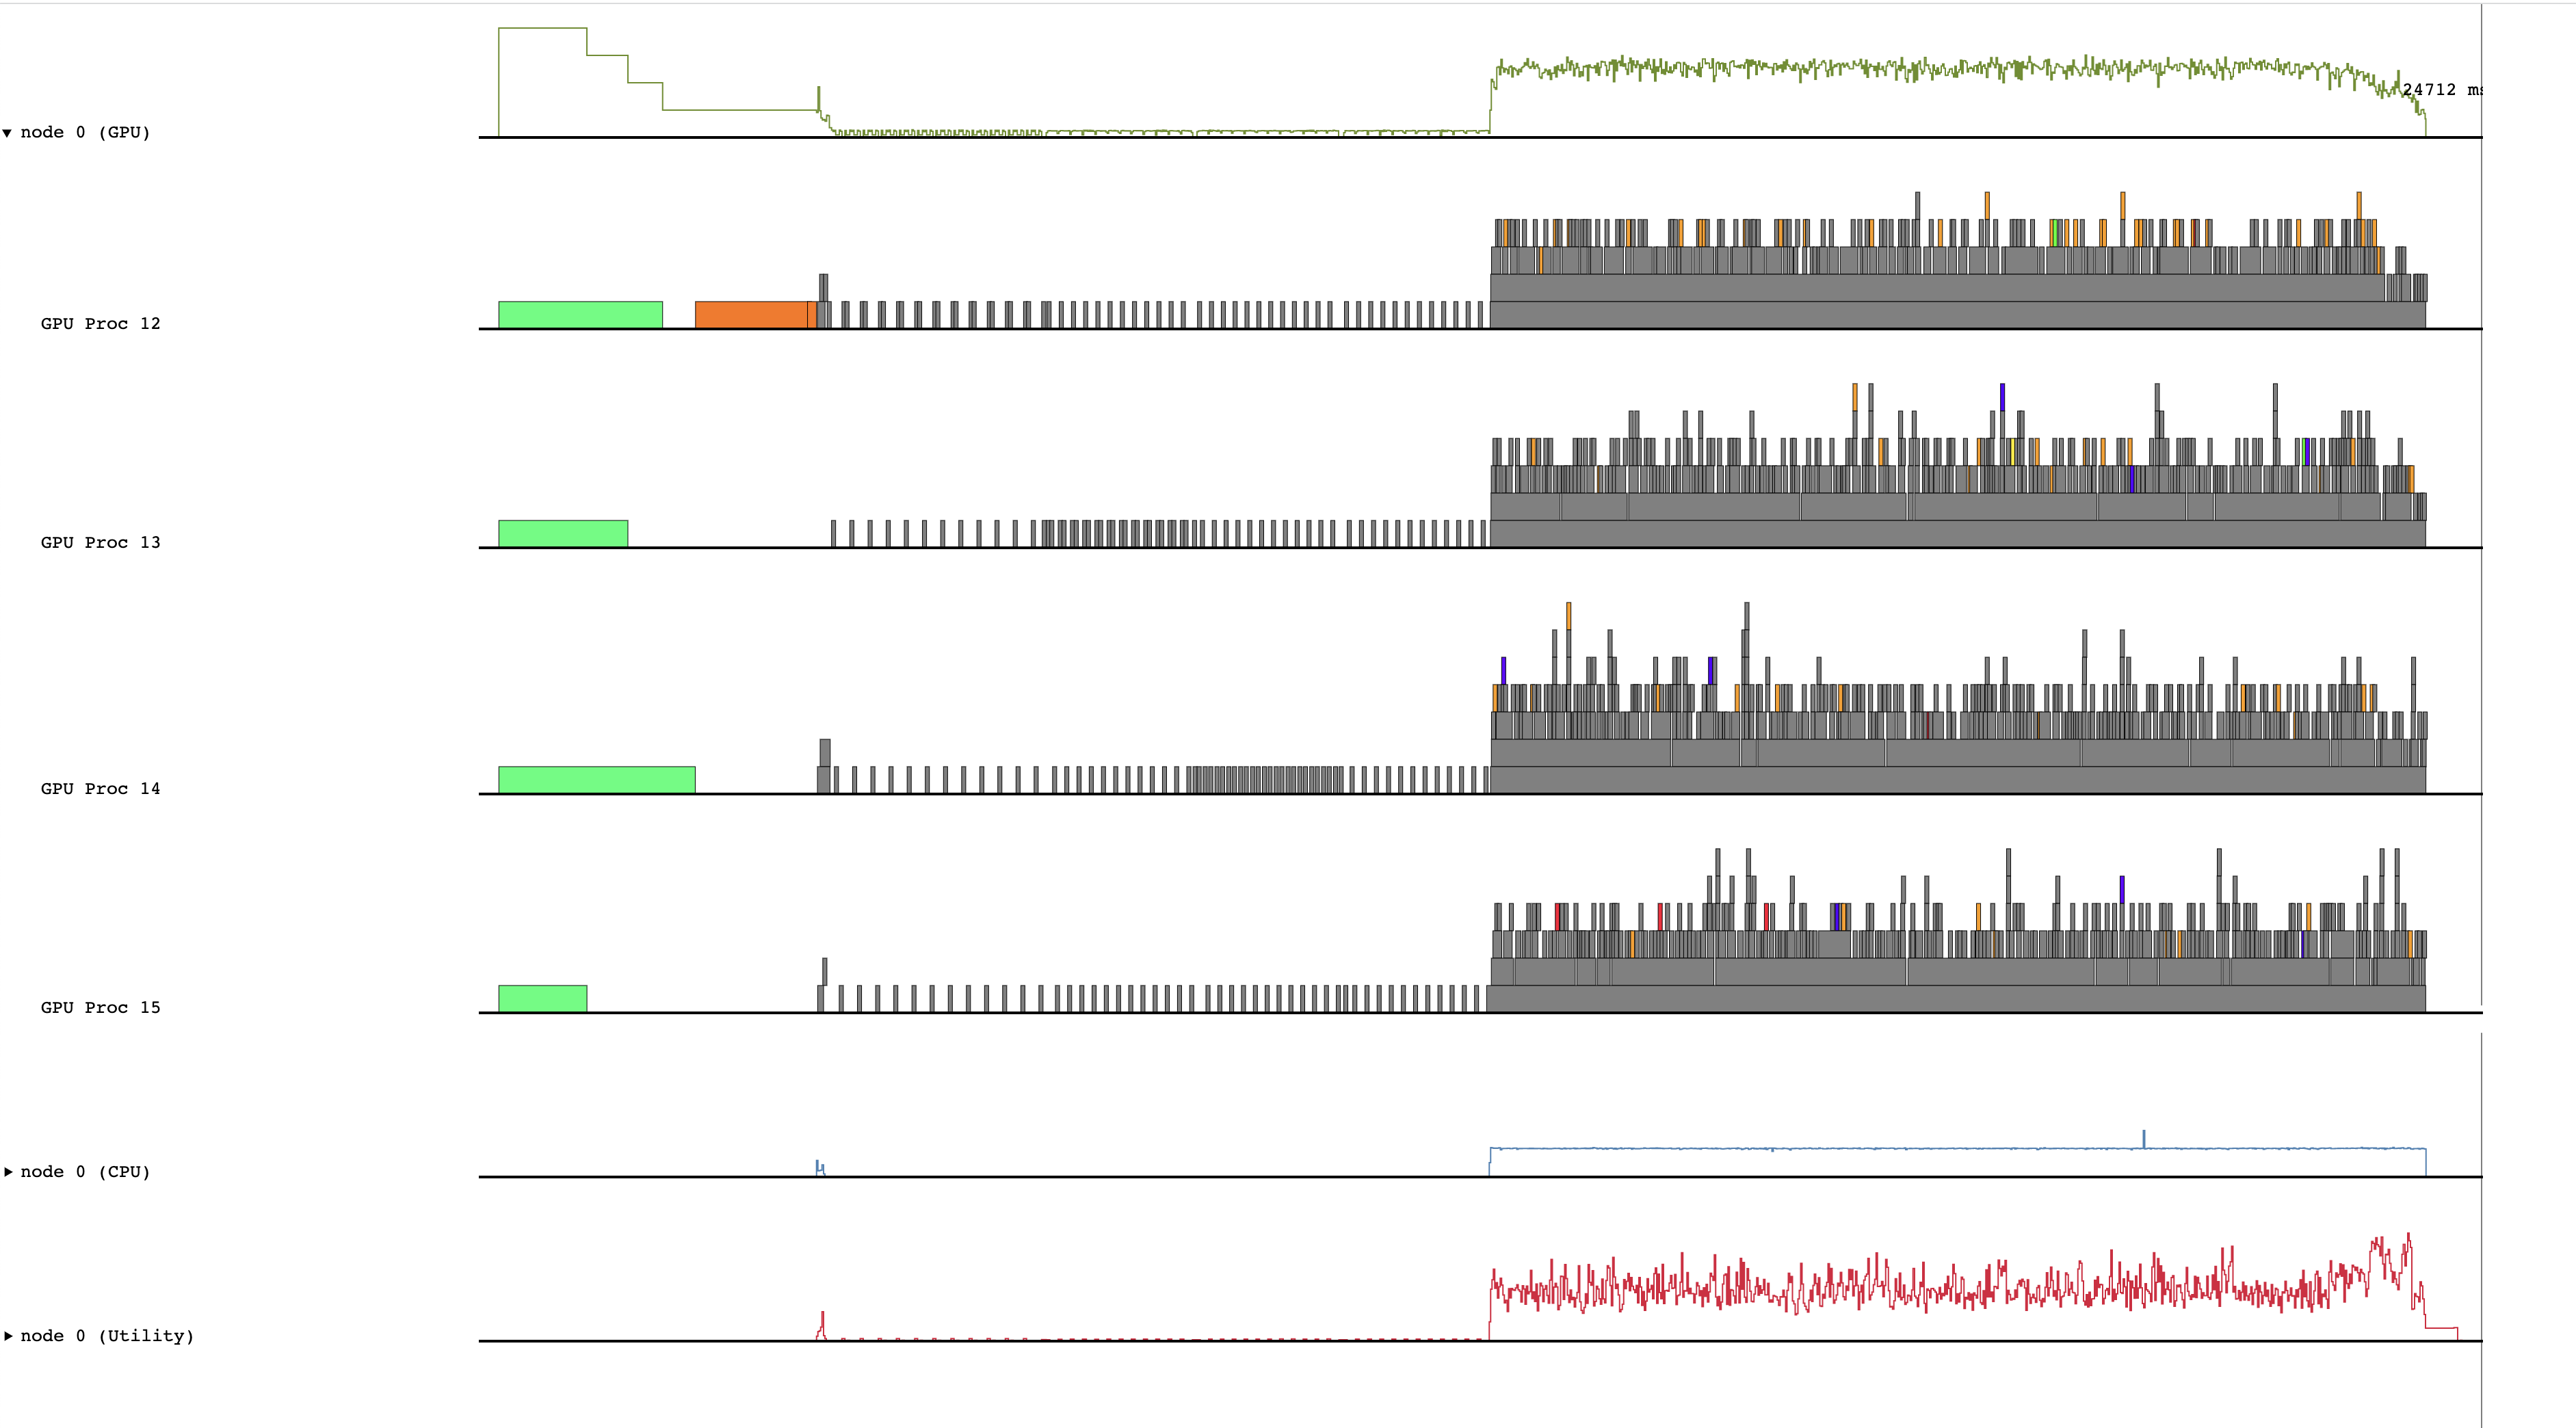 24712 ms
node 0 (GPU)
GPU Proc 12
GPU Proc 13
GPU Proc 14
GPU Proc 15
node 0 (CPU)
node 0 (Utility)